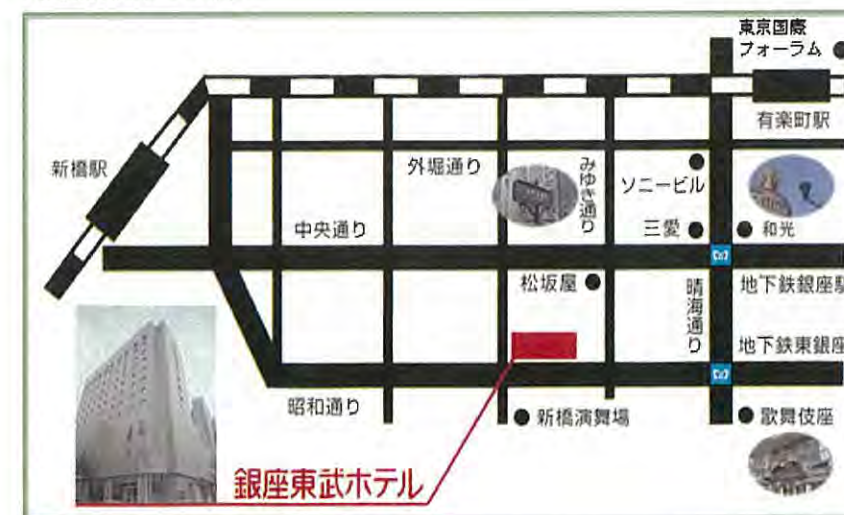 東京国際
フォーラム
有楽町駅
新橋駅
外堀通り
みゆき通り
ソニービル
中央通り
三愛
和光
松坂屋
晴海通り
地下鉄銀座駅
地下鉄東銀座
昭和通り
新橋演舞場
歌舞伎座
銀座東武ホテル